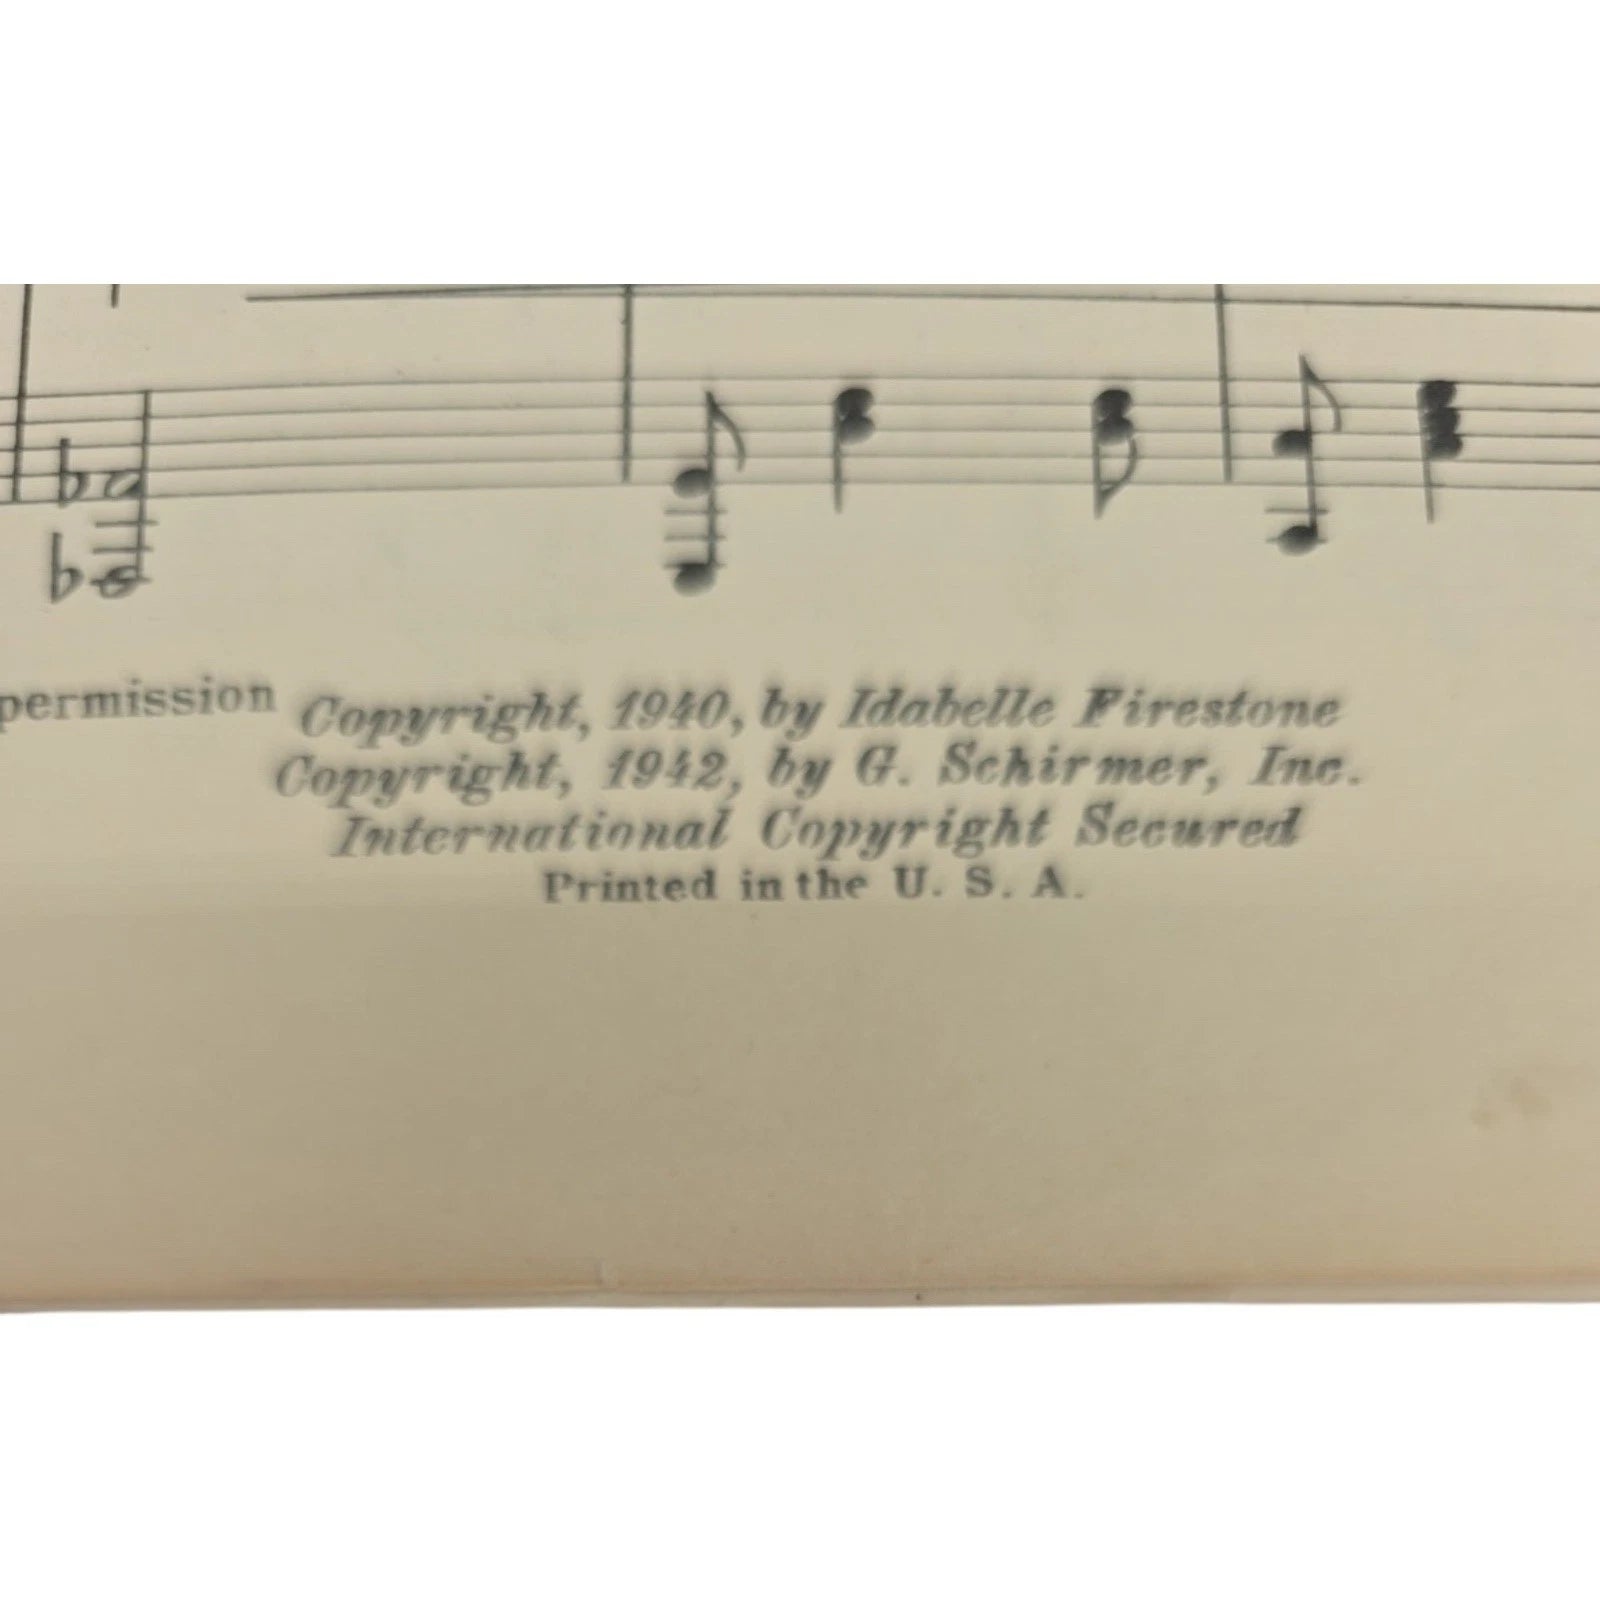 permission
Copyright, 1940, by Idabelle Firestone
Copyright, 1942, by G. Schirmer, Inc.
International Copyright Secured
Printed in the U. S. A.